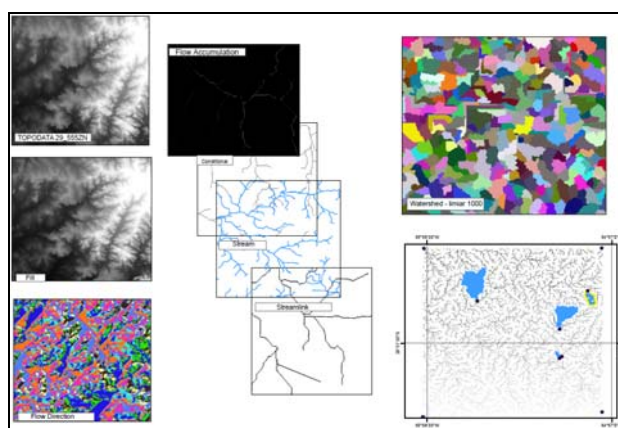 TOPODATA 29_555ZN
Fill
Flow Direction
Flow Accumulation
Conditional
Stream
Streamlink
Watershed - limiar 1000